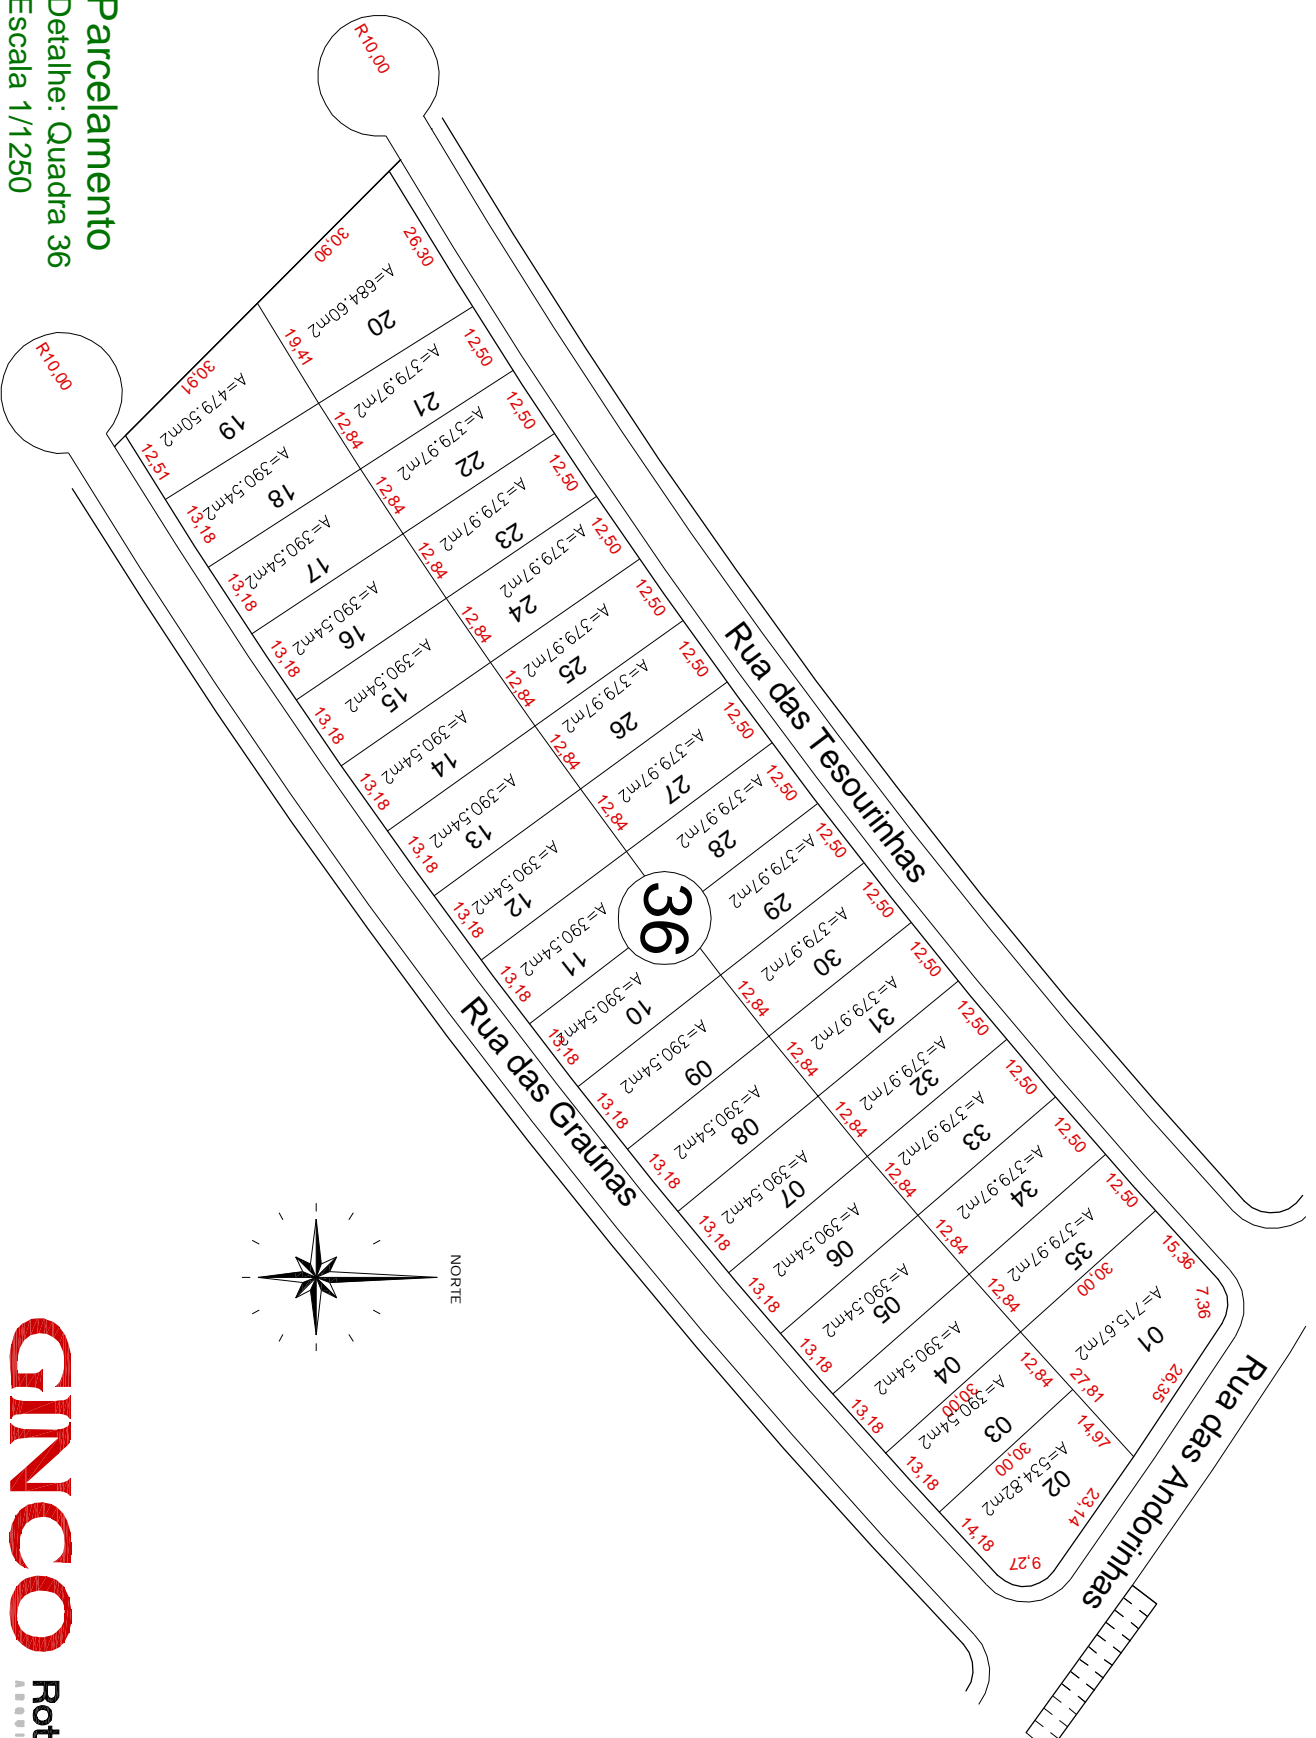 Parcelamento
Detalhe: Quadra 36
Escala 1/1250
R10,00
R10,00
30,90
26,30
A=684.60m2
20
19,41
30,91
A=479.50m2
19
12,51
12,50
A=379.97m2
21
12,84
A=390.54m2
18
13,18
12,50
A=379.97m2
22
12,84
A=390.54m2
17
13,18
12,50
A=379.97m2
23
12,84
A=390.54m2
16
13,18
12,50
A=379.97m2
24
12,84
A=390.54m2
15
13,18
12,50
A=379.97m2
25
12,84
A=390.54m2
14
13,18
12,50
A=379.97m2
26
12,84
A=390.54m2
13
13,18
12,50
A=379.97m2
27
12,84
A=390.54m2
12
13,18
12,50
A=379.97m2
28
A=390.54m2
11
13,18
12,50
A=379.97m2
29
A=390.54m2
10
13,18
36
12,50
A=379.97m2
30
12,84
A=390.54m2
09
13,18
12,50
A=379.97m2
31
12,84
A=390.54m2
08
13,18
12,50
A=379.97m2
32
12,84
A=390.54m2
07
13,18
12,50
A=379.97m2
33
12,84
A=390.54m2
06
13,18
12,50
A=379.97m2
34
12,84
A=390.54m2
05
13,18
12,50
A=379.97m2
35
12,84
30,00
A=390.54m2
04
13,18
30,00
12,84
A=390.54m2
03
13,18
30,00
15,36
7,36
A=715.67m2
01
26,35
27,81
14,97
A=534.82m2
02
23,14
14,18
9,27
Rua das Tesourinhas
Rua das Graúnas
Rua das Andorinhas
NORTE
GINCO
Rot